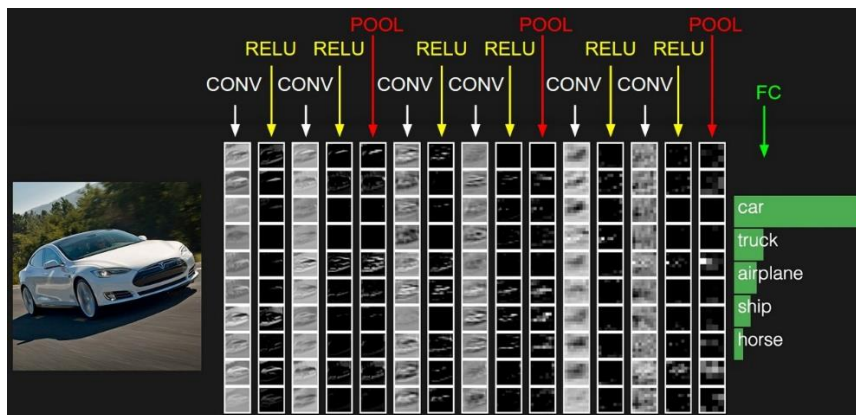 POOL POOL POOL
RELU RELU RELU RELU RELU RELU
CONV CONV CONV CONV CONV CONV
FC
car
truck
airplane
ship
horse